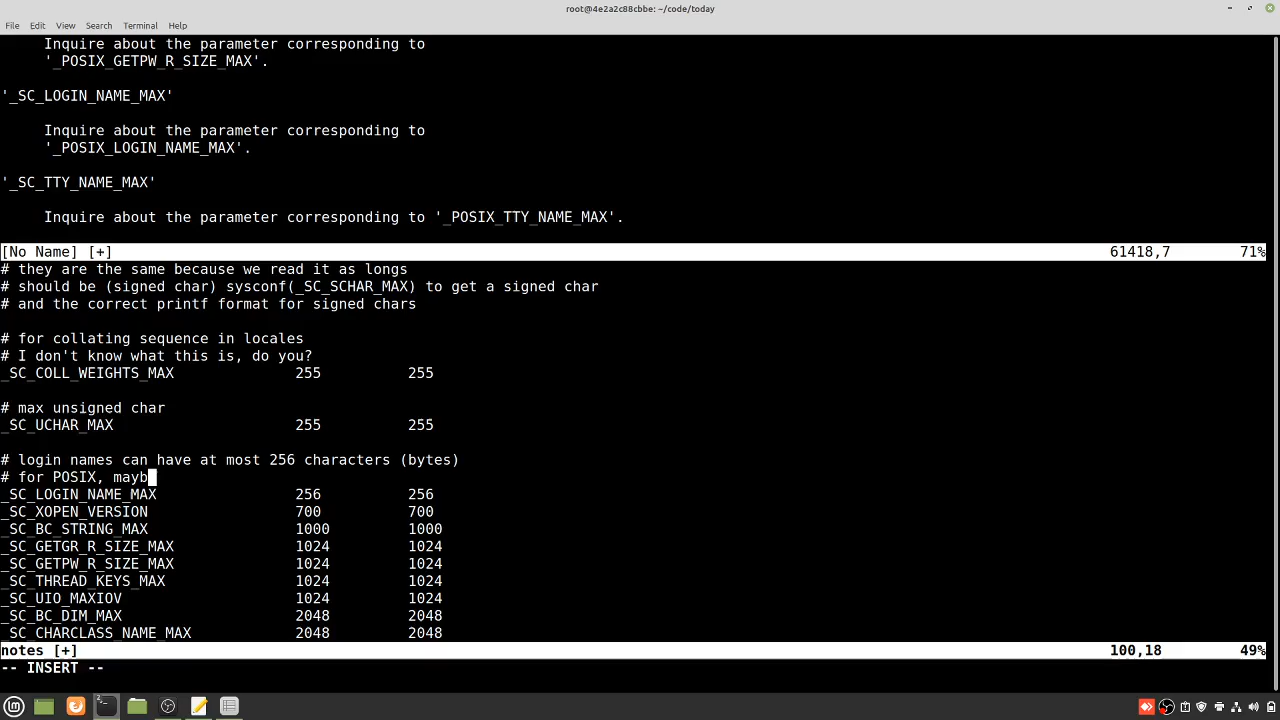 root@4e2a2c88cbbe: ~/code/today
File Edit View Search Terminal Help
Inquire about the parameter corresponding to
'_POSIX_GETPW_R_SIZE_MAX'.
'_SC_LOGIN_NAME_MAX'
Inquire about the parameter corresponding to
'_POSIX_LOGIN_NAME_MAX'.
'_SC_TTY_NAME_MAX'
Inquire about the parameter corresponding to '_POSIX_TTY_NAME_MAX'.
[No Name] [+] 61418,7 71%
# they are the same because we read it as longs
# should be (signed char) sysconf(_SC_SCHAR_MAX) to get a signed char
# and the correct printf format for signed chars
# for collating sequence in locales
# I don't know what this is, do you?
_SC_COLL_WEIGHTS_MAX 255 255
# max unsigned char
_SC_UCHAR_MAX 255 255
# login names can have at most 256 characters (bytes)
# for POSIX, mayb
_SC_LOGIN_NAME_MAX 256 256
_SC_XOPEN_VERSION 700 700
_SC_BC_STRING_MAX 1000 1000
_SC_GETGR_R_SIZE_MAX 1024 1024
_SC_GETPW_R_SIZE_MAX 1024 1024
_SC_THREAD_KEYS_MAX 1024 1024
_SC_UIO_MAXIOV 1024 1024
_SC_BC_DIM_MAX 2048 2048
_SC_CHARCLASS_NAME_MAX 2048 2048
notes [+] 100,18 49%
-- INSERT --